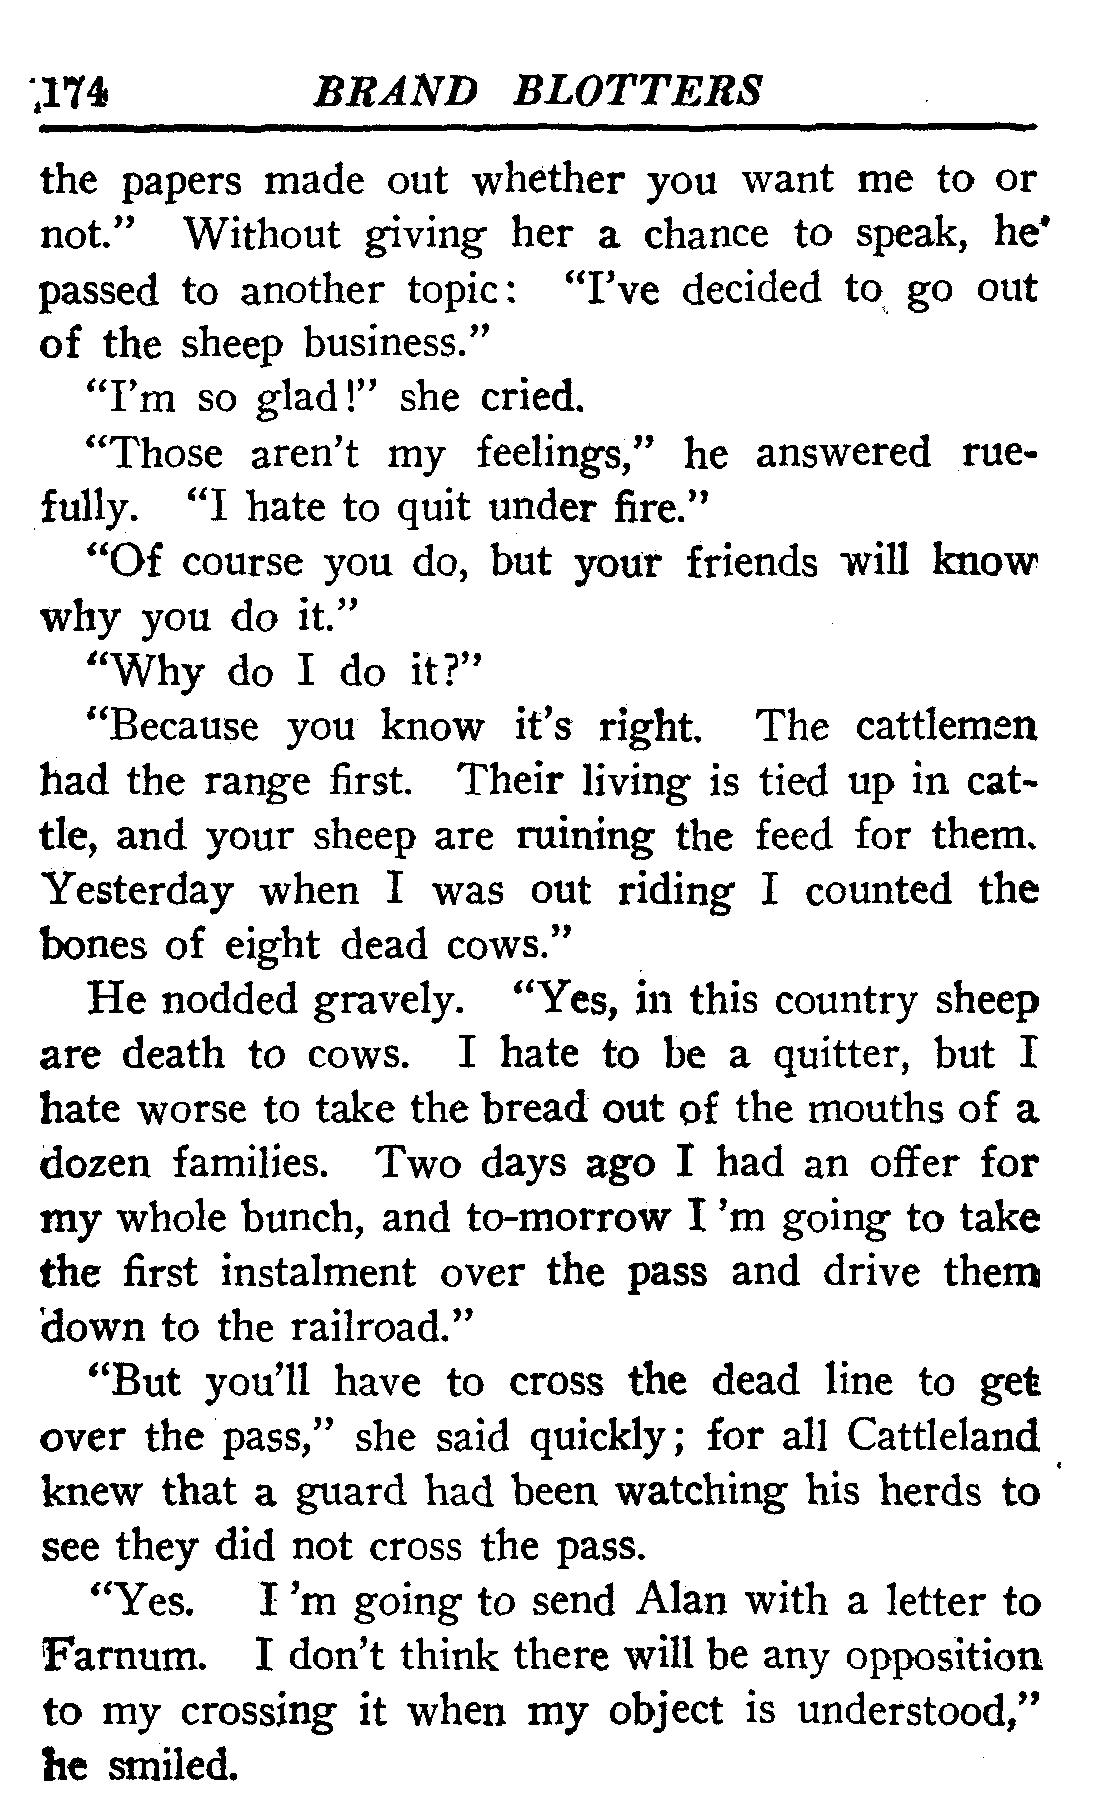 174 BRAND BLOTTERS
the papers made out whether you want me to or
not." Without giving her a chance to speak, he
passed to another topic: "I've decided to go out
of the sheep business."
"I'm so glad!" she cried.
"Those aren't my feelings," he answered rue-
fully. "I hate to quit under fire."
"Of course you do, but your friends will know
why you do it."
"Why do I do it?"
"Because you know it's right. The cattlemen
had the range first. Their living is tied up in cat-
tle, and your sheep are ruining the feed for them.
Yesterday when I was out riding I counted the
bones of eight dead cows."
He nodded gravely. "Yes, in this country sheep
are death to cows. I hate to be a quitter, but I
hate worse to take the bread out of the mouths of a
dozen families. Two days ago I had an offer for
my whole bunch, and to-morrow I 'm going to take
the first instalment over the pass and drive them
down to the railroad."
"But you'll have to cross the dead line to get
over the pass," she said quickly; for all Cattleland
knew that a guard had been watching his herds to
see they did not cross the pass.
"Yes. I 'm going to send Alan with a letter to
Farnum. I don't think there will be any opposition
to my crossing it when my object is understood,"
he smiled.